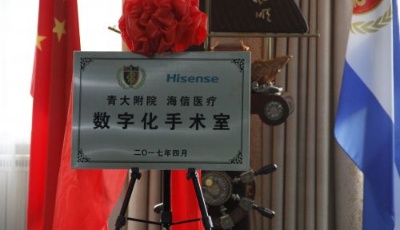 Hisense
青大附院 海信医疗
数字化手术室
二〇一七年四月